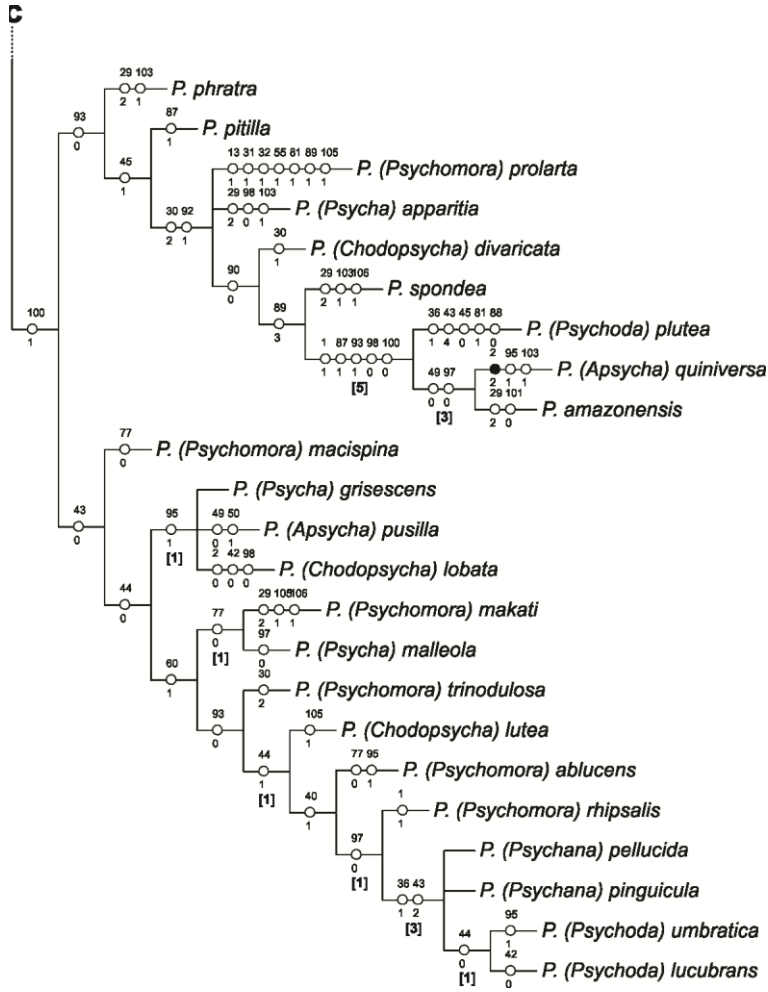 C
29 103
P. phratra
2 1
93
0
87
P. pitilla
1
45
1
13 31 32 55 81 89 105
P. (Psychomora) prolarta
1 1 1 1 1 1 1
30 92
2 1
29 98 103
P. (Psycha) apparitia
2 0 1
30
P. (Chodopsycha) divaricata
1
90
0
29 103 106
P. spondea
2 1 1
89
3
100
1
36 43 45 81 88
P. (Psychoda) plutea
1 4 0 1 0
1 87 93 98 100
1 1 1 0 0
[5]
2 95 103
P. (Apsycha) quiniversa
2 1 1
49 97
0 0
[3]
29 101
P. amazonensis
2 0
77
P. (Psychomora) macispina
0
43
0
P. (Psycha) grisescens
95
1
[1]
49 50
P. (Apsycha) pusilla
0 1
2 42 98
P. (Chodopsycha) lobata
0 0 0
44
0
29 105 106
P. (Psychomora) makati
2 1 1
77
0
[1]
97
P. (Psycha) malleola
0
60
1
30
P. (Psychomora) trinodulosa
2
93
0
105
P. (Chodopsycha) lutea
1
44
1
[1]
77 95
P. (Psychomora) ablucens
0 1
40
1
1
P. (Psychomora) rhipsalis
1
97
0
[1]
P. (Psychana) pellucida
36 43
1 2
[3]
P. (Psychana) pinguicula
95
P. (Psychoda) umbratica
1
44
0
[1]
42
P. (Psychoda) lucubrans
0